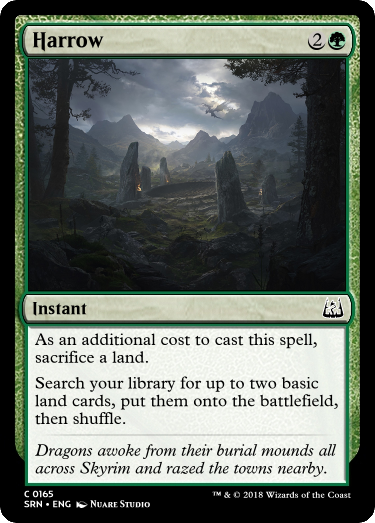 Harrow 2
Instant
As an additional cost to cast this spell,
sacrifice a land.
Search your library for up to two basic
land cards, put them onto the battlefield,
then shuffle.
Dragons awoke from their burial mounds all
across Skyrim and razed the towns nearby.
C 0165
SRN • ENG NUARE STUDIO
™ & © 2018 Wizards of the Coast